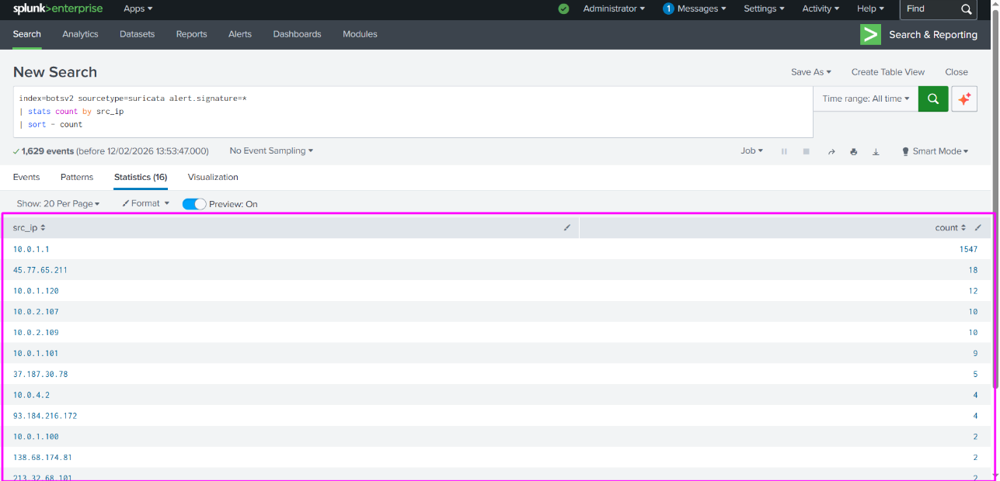 splunk>enterprise Apps Administrator 1 Messages Settings Activity Help Find
Search Analytics Datasets Reports Alerts Dashboards Modules > Search & Reporting
New Search Save As Create Table View Close
index=botsv2 sourcetype=suricata alert.signature=* Time range: All time
| stats count by src_ip
| sort - count
1,629 events (before 12/02/2026 13:53:47.000) No Event Sampling Job Smart Mode
Events Patterns Statistics (16) Visualization
Show: 20 Per Page Format Preview: On
src_ip count
10.0.1.1 1547
45.77.65.211 18
10.0.1.120 12
10.0.2.107 10
10.0.2.109 10
10.0.1.101 9
37.187.30.78 5
10.0.4.2 4
93.184.216.172 4
10.0.1.100 2
138.68.174.81 2
213.32.68.101 2